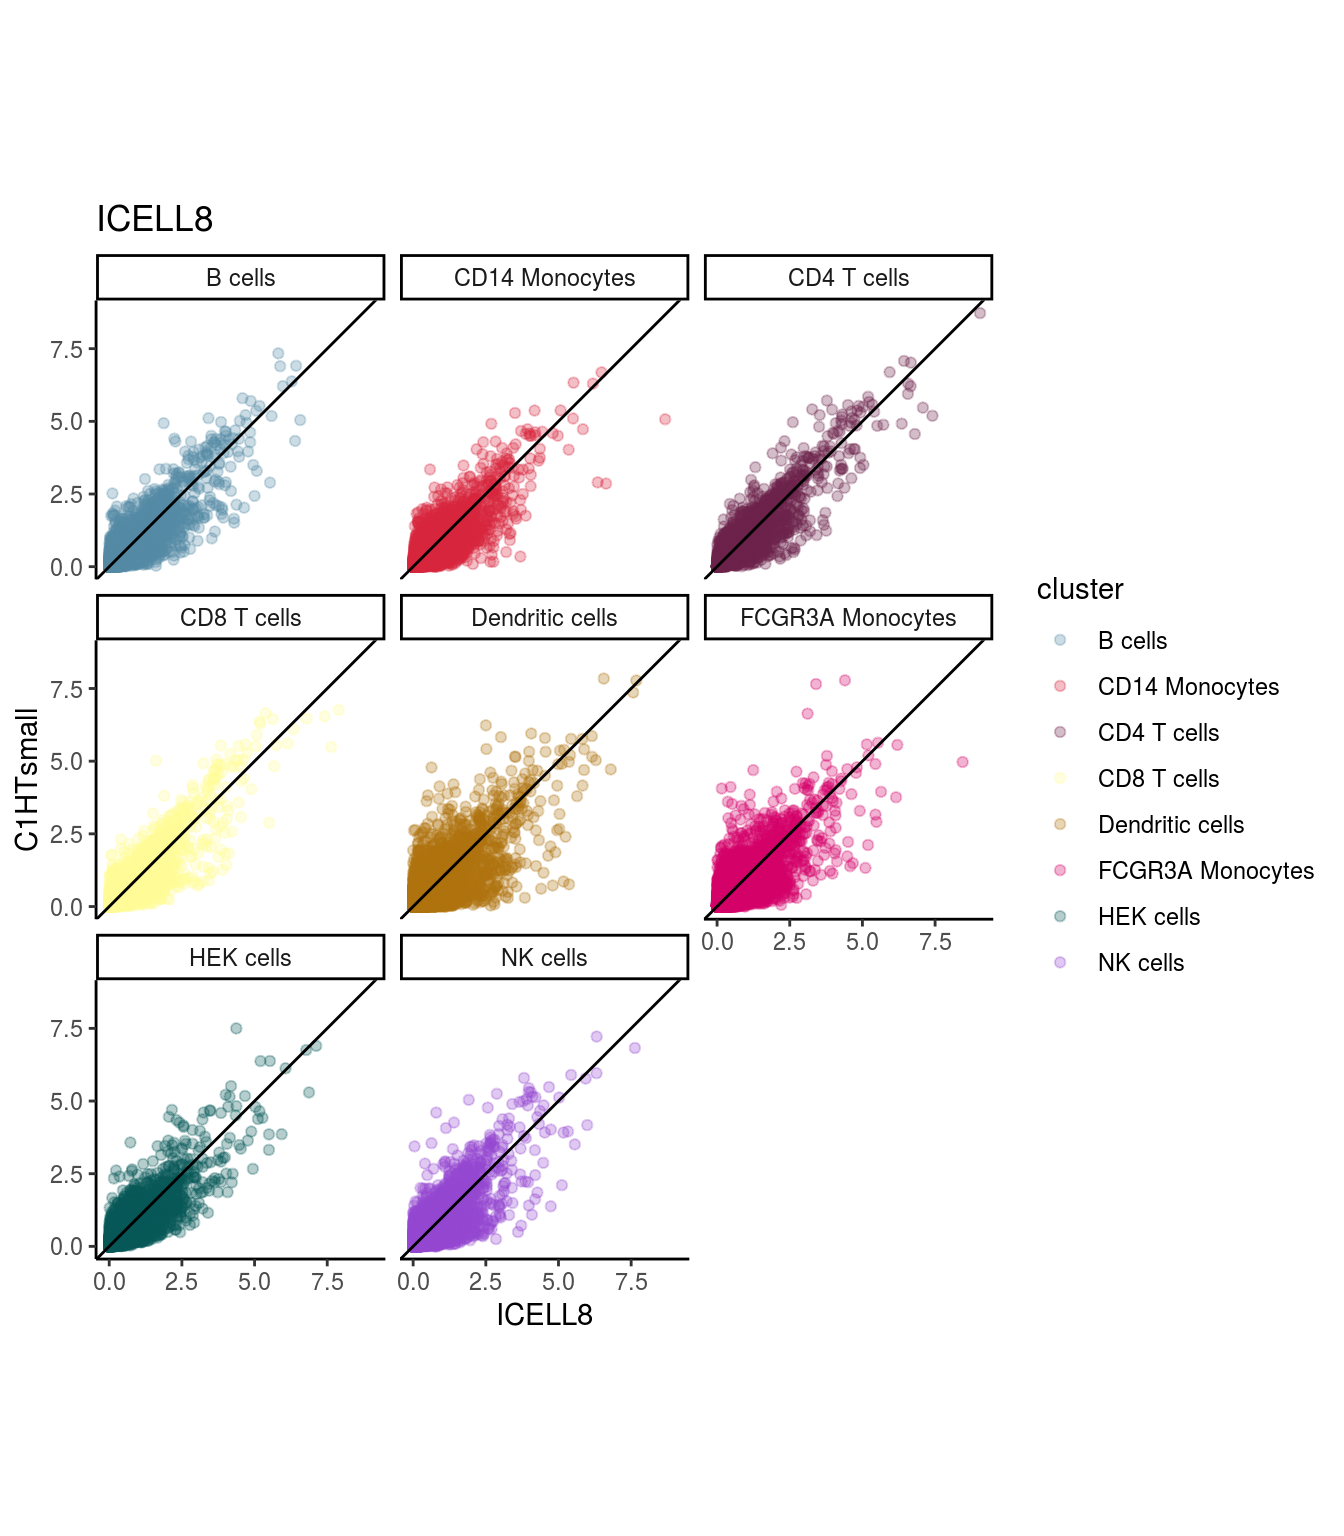 ICELL8
B cells
CD14 Monocytes
CD4 T cells
7.5
5.0
2.5
0.0
CD8 T cells
Dendritic cells
FCGR3A Monocytes
7.5
5.0
2.5
0.0
0.0 2.5 5.0 7.5
HEK cells
NK cells
7.5
5.0
2.5
0.0
0.0 2.5 5.0 7.5
0.0 2.5 5.0 7.5
ICELL8
C1HTsmall
cluster
B cells
CD14 Monocytes
CD4 T cells
CD8 T cells
Dendritic cells
FCGR3A Monocytes
HEK cells
NK cells